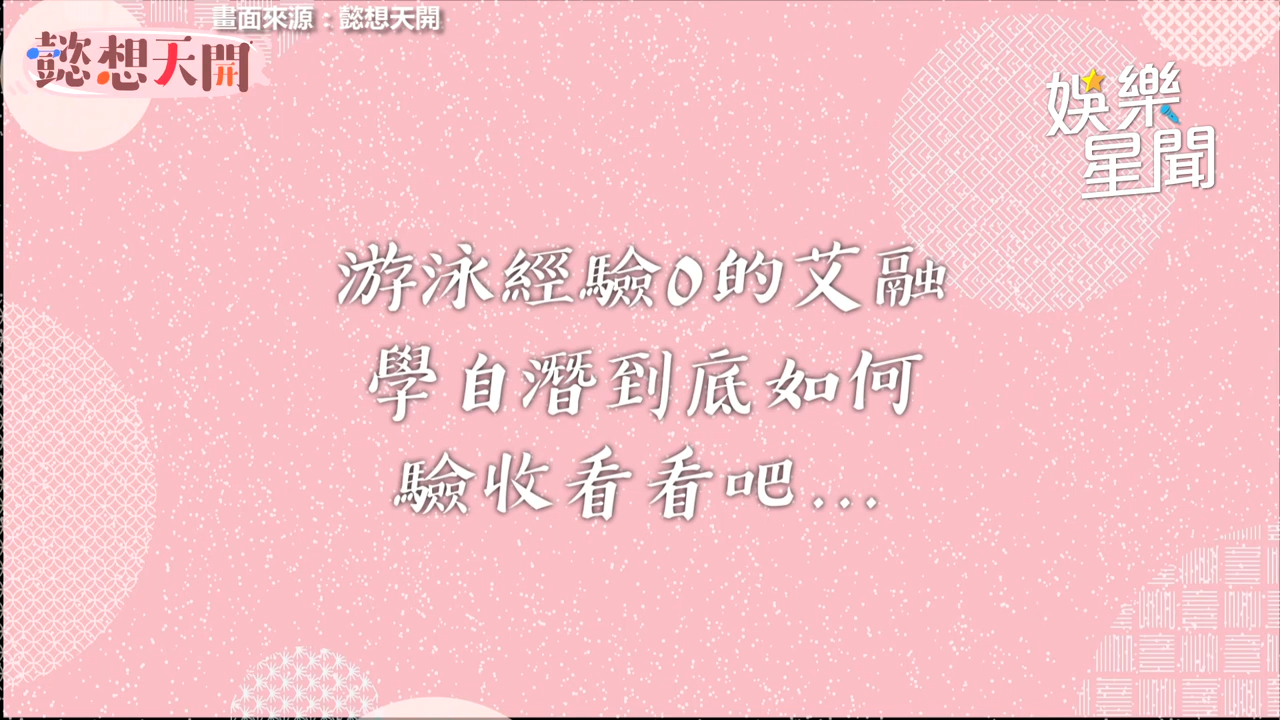 畫面來源：懿想天開
懿想天開
娛樂
星聞
游泳經驗0的艾融
學自潛到底如何
驗收看看吧...